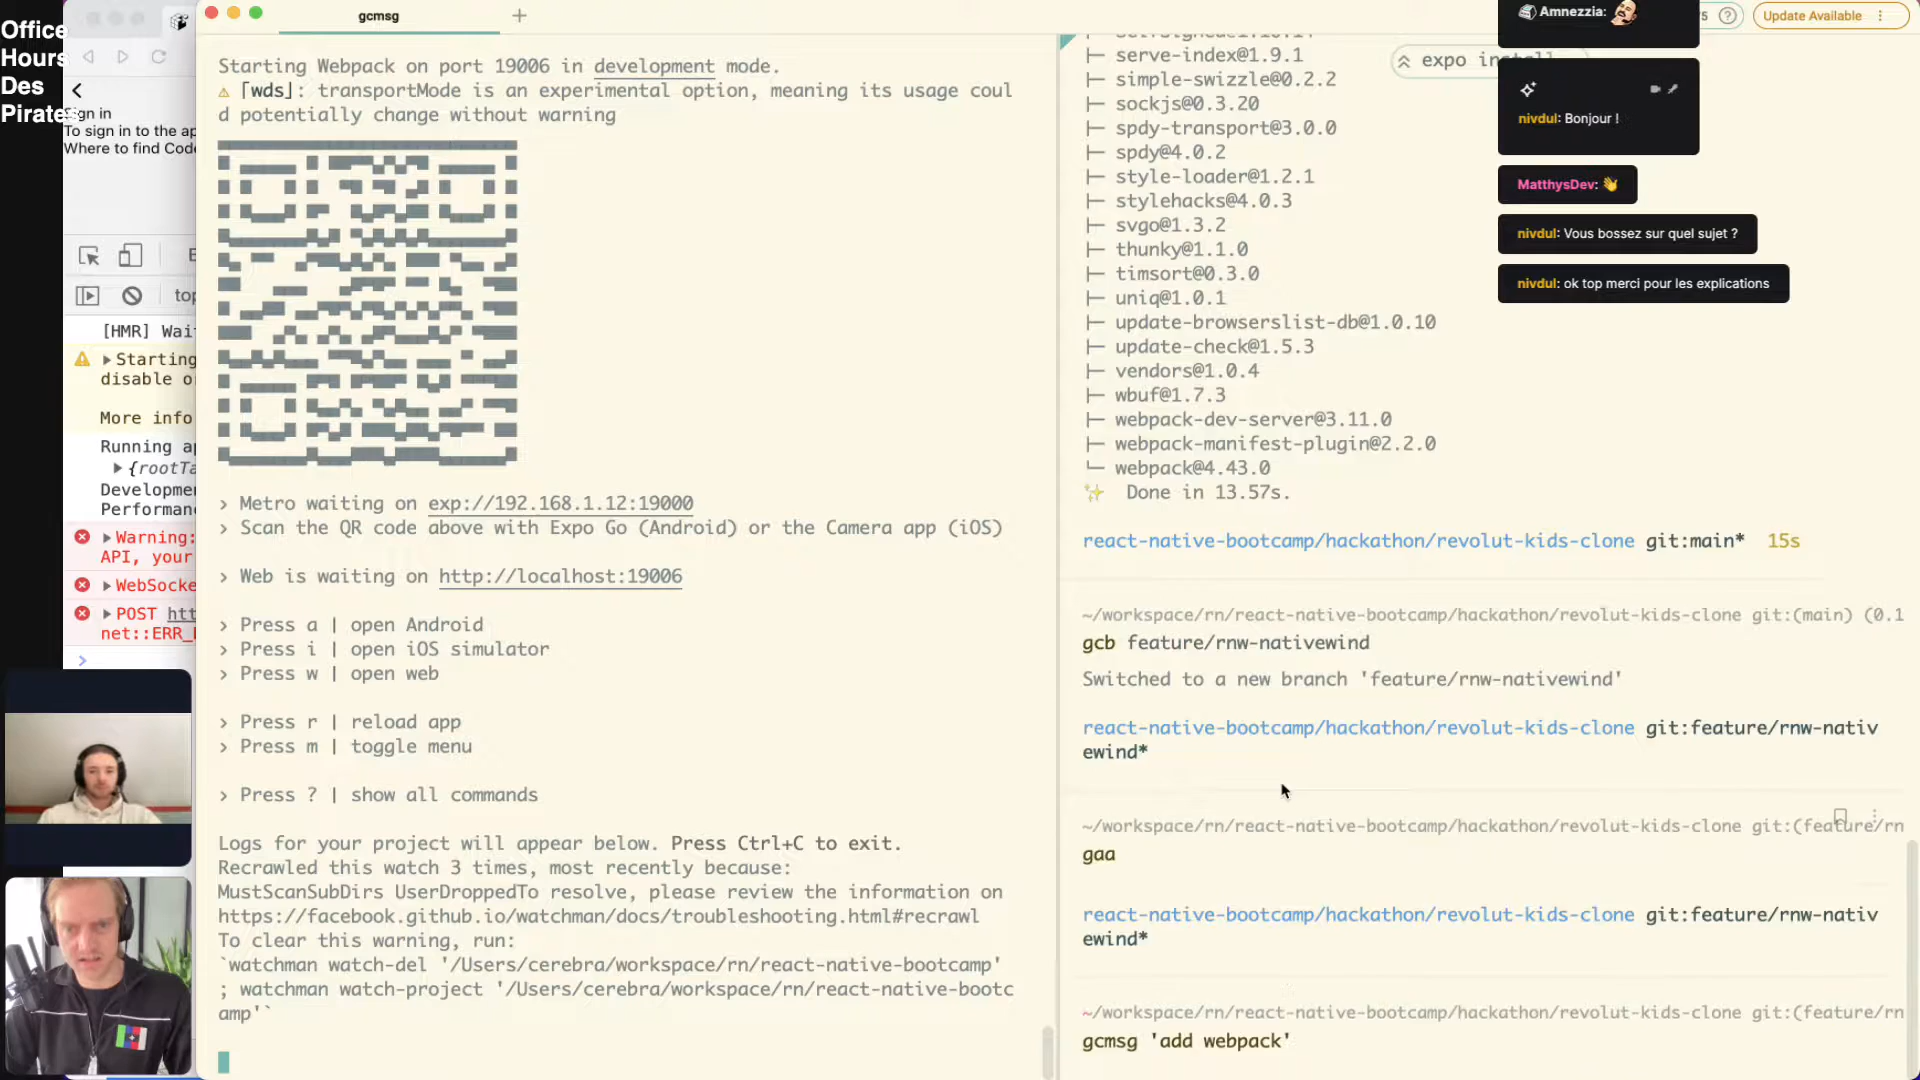 Office
Hours
Des
Pirates
Sign in
To sign in to the ap
Where to find Code
top
[HMR] Wai
Starting
disable o
More info
Running ap
{rootTa
Developmen
Performanc
Warning:
API, your
WebSocke
POST htt
net::ERR_
gcmsg
Starting Webpack on port 19006 in development mode.
⚠ ⌈wds⌋: transportMode is an experimental option, meaning its usage coul
d potentially change without warning
› Metro waiting on exp://192.168.1.12:19000
› Scan the QR code above with Expo Go (Android) or the Camera app (iOS)
› Web is waiting on http://localhost:19006
› Press a | open Android
› Press i | open iOS simulator
› Press w | open web
› Press r | reload app
› Press m | toggle menu
› Press ? | show all commands
Logs for your project will appear below. Press Ctrl+C to exit.
Recrawled this watch 3 times, most recently because:
MustScanSubDirs UserDroppedTo resolve, please review the information on
https://facebook.github.io/watchman/docs/troubleshooting.html#recrawl
To clear this warning, run:
`watchman watch-del '/Users/cerebra/workspace/rn/react-native-bootcamp'
; watchman watch-project '/Users/cerebra/workspace/rn/react-native-bootc
amp'`
Update Available
expo install
├─ serve-index@1.9.1
├─ simple-swizzle@0.2.2
├─ sockjs@0.3.20
├─ spdy-transport@3.0.0
├─ spdy@4.0.2
├─ style-loader@1.2.1
├─ stylehacks@4.0.3
├─ svgo@1.3.2
├─ thunky@1.1.0
├─ timsort@0.3.0
├─ uniq@1.0.1
├─ update-browserslist-db@1.0.10
├─ update-check@1.5.3
├─ vendors@1.0.4
├─ wbuf@1.7.3
├─ webpack-dev-server@3.11.0
├─ webpack-manifest-plugin@2.2.0
└─ webpack@4.43.0
✨ Done in 13.57s.
react-native-bootcamp/hackathon/revolut-kids-clone git:main* 15s
~/workspace/rn/react-native-bootcamp/hackathon/revolut-kids-clone git:(main) (0.1
gcb feature/rnw-nativewind
Switched to a new branch 'feature/rnw-nativewind'
react-native-bootcamp/hackathon/revolut-kids-clone git:feature/rnw-nativ
ewind*
~/workspace/rn/react-native-bootcamp/hackathon/revolut-kids-clone git:(feature/rn
gaa
react-native-bootcamp/hackathon/revolut-kids-clone git:feature/rnw-nativ
ewind*
~/workspace/rn/react-native-bootcamp/hackathon/revolut-kids-clone git:(feature/rn
gcmsg 'add webpack'
Amnezzia:
nivdul: Bonjour !
MatthysDev: 👋
nivdul: Vous bossez sur quel sujet ?
nivdul: ok top merci pour les explications